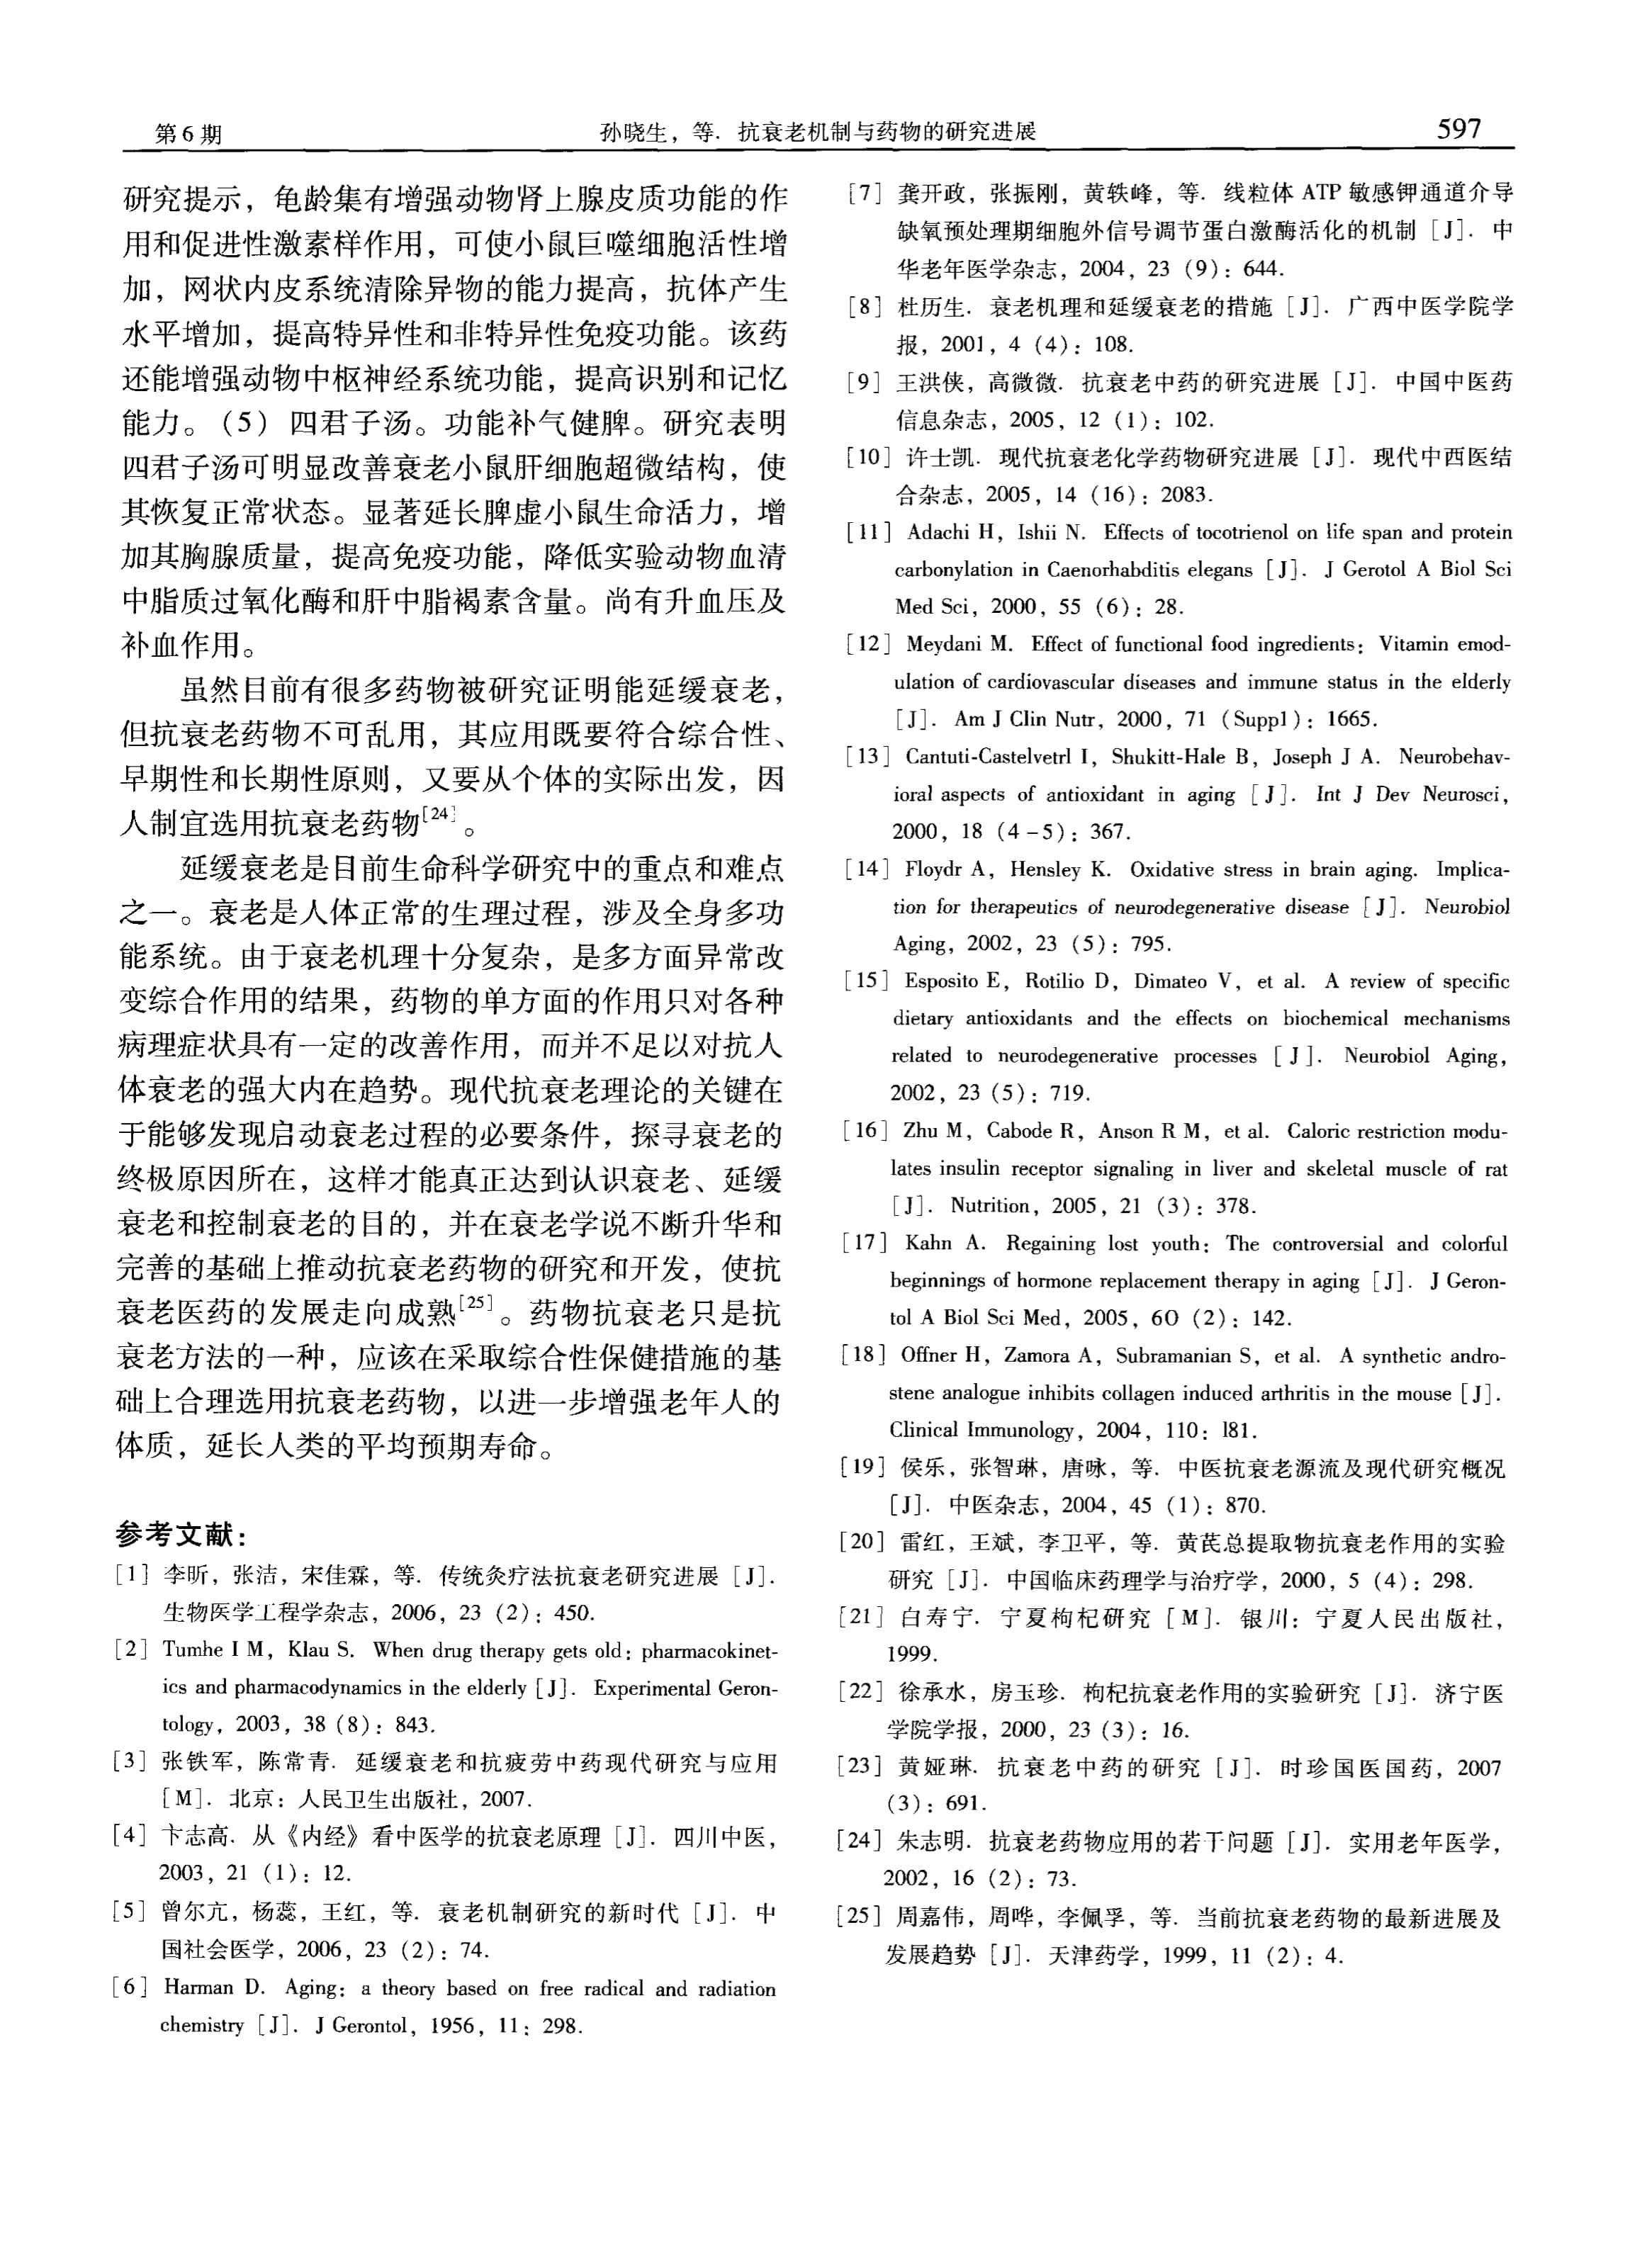 第6期
孙晓生，等．抗衰老机制与药物的研究进展
597
研究提示，龟龄集有增强动物肾上腺皮质功能的作
用和促进性激素样作用，可使小鼠巨噬细胞活性增
加，网状内皮系统清除异物的能力提高，抗体产生
水平增加，提高特异性和非特异性免疫功能。该药
还能增强动物中枢神经系统功能，提高识别和记忆
能力。（5）四君子汤。功能补气健脾。研究表明
四君子汤可明显改善衰老小鼠肝细胞超微结构，使
其恢复正常状态。显著延长脾虚小鼠生命活力，增
加其胸腺质量，提高免疫功能，降低实验动物血清
中脂质过氧化酶和肝中脂褐素含量。尚有升血压及
补血作用。
虽然目前有很多药物被研究证明能延缓衰老，
但抗衰老药物不可乱用，其应用既要符合综合性、
早期性和长期性原则，又要从个体的实际出发，因
人制宜选用抗衰老药物[24]。
延缓衰老是目前生命科学研究中的重点和难点
之一。衰老是人体正常的生理过程，涉及全身多功
能系统。由于衰老机理十分复杂，是多方面异常改
变综合作用的结果，药物的单方面的作用只对各种
病理症状具有一定的改善作用，而并不足以对抗人
体衰老的强大内在趋势。现代抗衰老理论的关键在
于能够发现启动衰老过程的必要条件，探寻衰老的
终极原因所在，这样才能真正达到认识衰老、延缓
衰老和控制衰老的目的，并在衰老学说不断升华和
完善的基础上推动抗衰老药物的研究和开发，使抗
衰老医药的发展走向成熟[25]。药物抗衰老只是抗
衰老方法的一种，应该在采取综合性保健措施的基
础上合理选用抗衰老药物，以进一步增强老年人的
体质，延长人类的平均预期寿命。
参考文献：
[1] 李昕，张洁，宋佳霖，等．传统灸疗法抗衰老研究进展［J］．
生物医学工程学杂志，2006，23（2）：450.
[2] Tumhe I M，Klau S. When drug therapy gets old：pharmacokinet-
ics and pharmacodynamics in the elderly［J］. Experimental Geron-
tology，2003，38（8）：843.
[3] 张铁军，陈常青．延缓衰老和抗疲劳中药现代研究与应用
［M］．北京：人民卫生出版社，2007.
[4] 卞志高．从《内经》看中医学的抗衰老原理［J］．四川中医，
2003，21（1）：12.
[5] 曾尔亢，杨蕊，王红，等．衰老机制研究的新时代［J］．中
国社会医学，2006，23（2）：74.
[6] Harman D. Aging：a theory based on free radical and radiation
chemistry［J］. J Gerontol，1956，11：298.
[7] 龚开政，张振刚，黄轶峰，等．线粒体 ATP 敏感钾通道介导
缺氧预处理期细胞外信号调节蛋白激酶活化的机制［J］．中
华老年医学杂志，2004，23（9）：644.
[8] 杜历生．衰老机理和延缓衰老的措施［J］．广西中医学院学
报，2001，4（4）：108.
[9] 王洪侠，高微微．抗衰老中药的研究进展［J］．中国中医药
信息杂志，2005，12（1）：102.
[10] 许士凯．现代抗衰老化学药物研究进展［J］．现代中西医结
合杂志，2005，14（16）：2083.
[11] Adachi H，Ishii N. Effects of tocotrienol on life span and protein
carbonylation in Caenorhabditis elegans［J］. J Gerotol A Biol Sci
Med Sci，2000，55（6）：28.
[12] Meydani M. Effect of functional food ingredients：Vitamin emod-
ulation of cardiovascular diseases and immune status in the elderly
［J］. Am J Clin Nutr，2000，71（Suppl）：1665.
[13] Cantuti-Castelvetrl I，Shukitt-Hale B，Joseph J A. Neurobehav-
ioral aspects of antioxidant in aging［J］. Int J Dev Neurosci，
2000，18（4-5）：367.
[14] Floydr A，Hensley K. Oxidative stress in brain aging. Implica-
tion for therapeutics of neurodegenerative disease［J］. Neurobiol
Aging，2002，23（5）：795.
[15] Esposito E，Rotilio D，Dimateo V，et al. A review of specific
dietary antioxidants and the effects on biochemical mechanisms
related to neurodegenerative processes［J］. Neurobiol Aging，
2002，23（5）：719.
[16] Zhu M，Cabode R，Anson R M，et al. Caloric restriction modu-
lates insulin receptor signaling in liver and skeletal muscle of rat
［J］. Nutrition，2005，21（3）：378.
[17] Kahn A. Regaining lost youth：The controversial and colorful
beginnings of hormone replacement therapy in aging［J］. J Geron-
tol A Biol Sci Med，2005，60（2）：142.
[18] Offner H，Zamora A，Subramanian S，et al. A synthetic andro-
stene analogue inhibits collagen induced arthritis in the mouse［J］.
Clinical Immunology，2004，110：181.
[19] 侯乐，张智琳，唐咏，等．中医抗衰老源流及现代研究概况
［J］．中医杂志，2004，45（1）：870.
[20] 雷红，王斌，李卫平，等．黄芪总提取物抗衰老作用的实验
研究［J］．中国临床药理学与治疗学，2000，5（4）：298.
[21] 白寿宁．宁夏枸杞研究［M］．银川：宁夏人民出版社，
1999.
[22] 徐承水，房玉珍．枸杞抗衰老作用的实验研究［J］．济宁医
学院学报，2000，23（3）：16.
[23] 黄娅琳．抗衰老中药的研究［J］．时珍国医国药，2007
（3）：691.
[24] 朱志明．抗衰老药物应用的若干问题［J］．实用老年医学，
2002，16（2）：73.
[25] 周嘉伟，周哗，李佩孚，等．当前抗衰老药物的最新进展及
发展趋势［J］．天津药学，1999，11（2）：4.